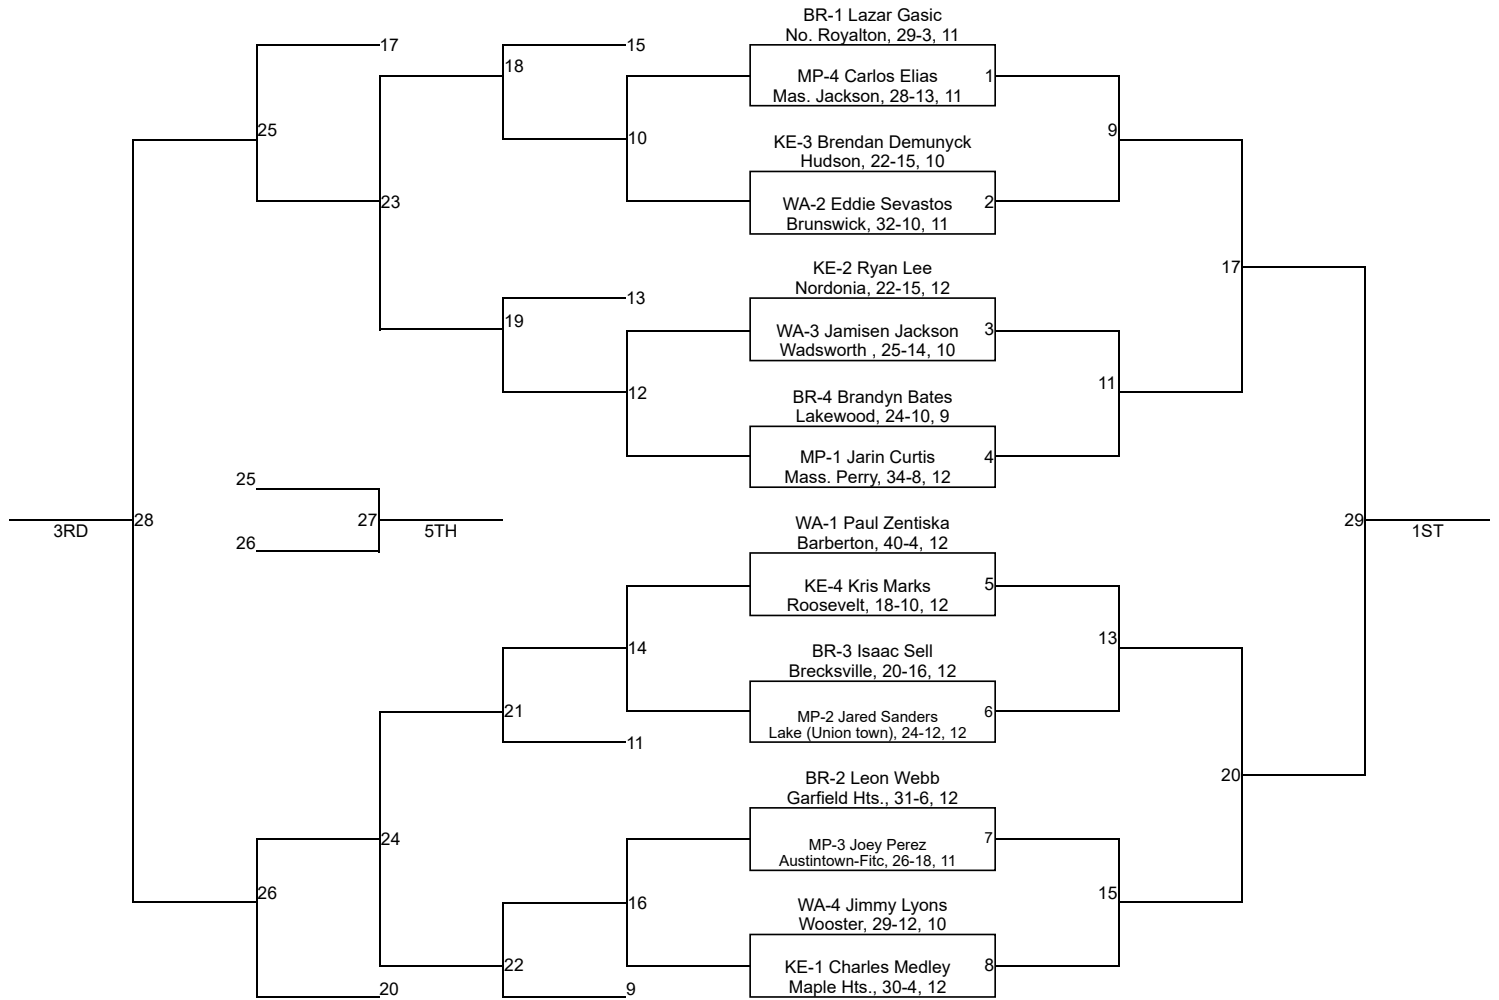 BR-1 Lazar Gasic
No. Royalton, 29-3, 11
17
15
18
MP-4 Carlos Elias
1
Mas. Jackson, 28-13, 11
25
10
9
KE-3 Brendan Demunyck
Hudson, 22-15, 10
23
WA-2 Eddie Sevastos
2
Brunswick, 32-10, 11
KE-2 Ryan Lee
17
Nordonia, 22-15, 12
13
19
WA-3 Jamisen Jackson
3
Wadsworth , 25-14, 10
12
11
BR-4 Brandyn Bates
Lakewood, 24-10, 9
MP-1 Jarin Curtis
4
Mass. Perry, 34-8, 12
25
28
27
29
3RD
5TH
1ST
WA-1 Paul Zentiska
Barberton, 40-4, 12
26
KE-4 Kris Marks
5
Roosevelt, 18-10, 12
14
13
BR-3 Isaac Sell
Brecksville, 20-16, 12
21
MP-2 Jared Sanders
6
Lake (Union town), 24-12, 12
11
BR-2 Leon Webb
20
Garfield Hts., 31-6, 12
24
MP-3 Joey Perez
7
Austintown-Fitc, 26-18, 11
26
16
15
WA-4 Jimmy Lyons
Wooster, 29-12, 10
22
KE-1 Charles Medley
8
Maple Hts., 30-4, 12
20
9